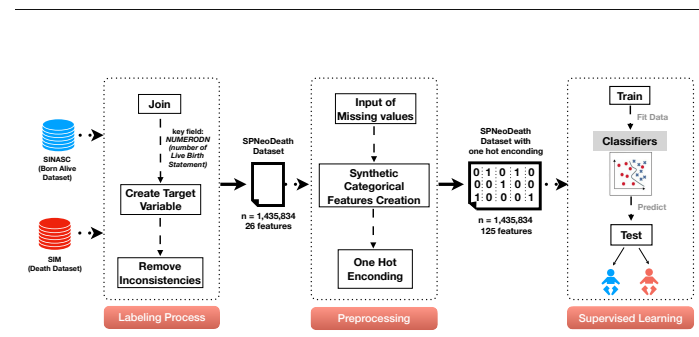 SINASC
(Born Alive
Dataset)
SIM
(Death Dataset)
Join
key field:
NUMERODN
(number of
Live Birth
Statement)
Create Target
Variable
Remove
Inconsistencies
Labeling Process
SPNeoDeath
Dataset
n = 1,435,834
26 features
Input of
Missing values
Synthetic
Categorical
Features Creation
One Hot
Enconding
Preprocessing
SPNeoDeath
Dataset with
one hot enconding
0 1 0 1 0
0 0 1 0 0
1 0 0 0 1
n = 1,435,834
125 features
Train
Fit Data
Classifiers
Predict
Test
Supervised Learning